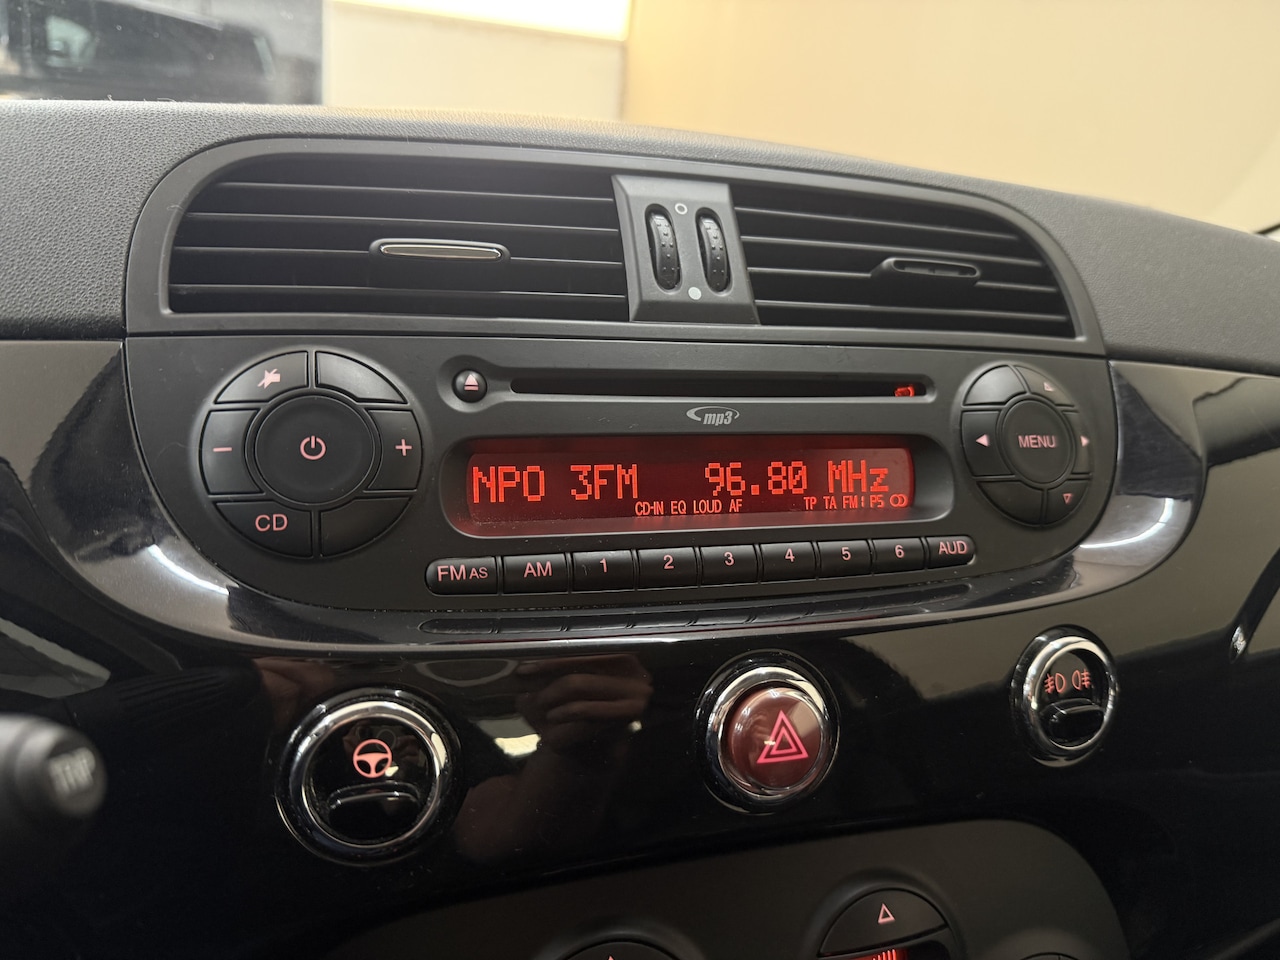 mp3
NPO 3FM 96.80 MHz
CD-IN EQ LOUD AF TP TA FM1 P5
CD
MENU
FM AS AM 1 2 3 4 5 6 AUD